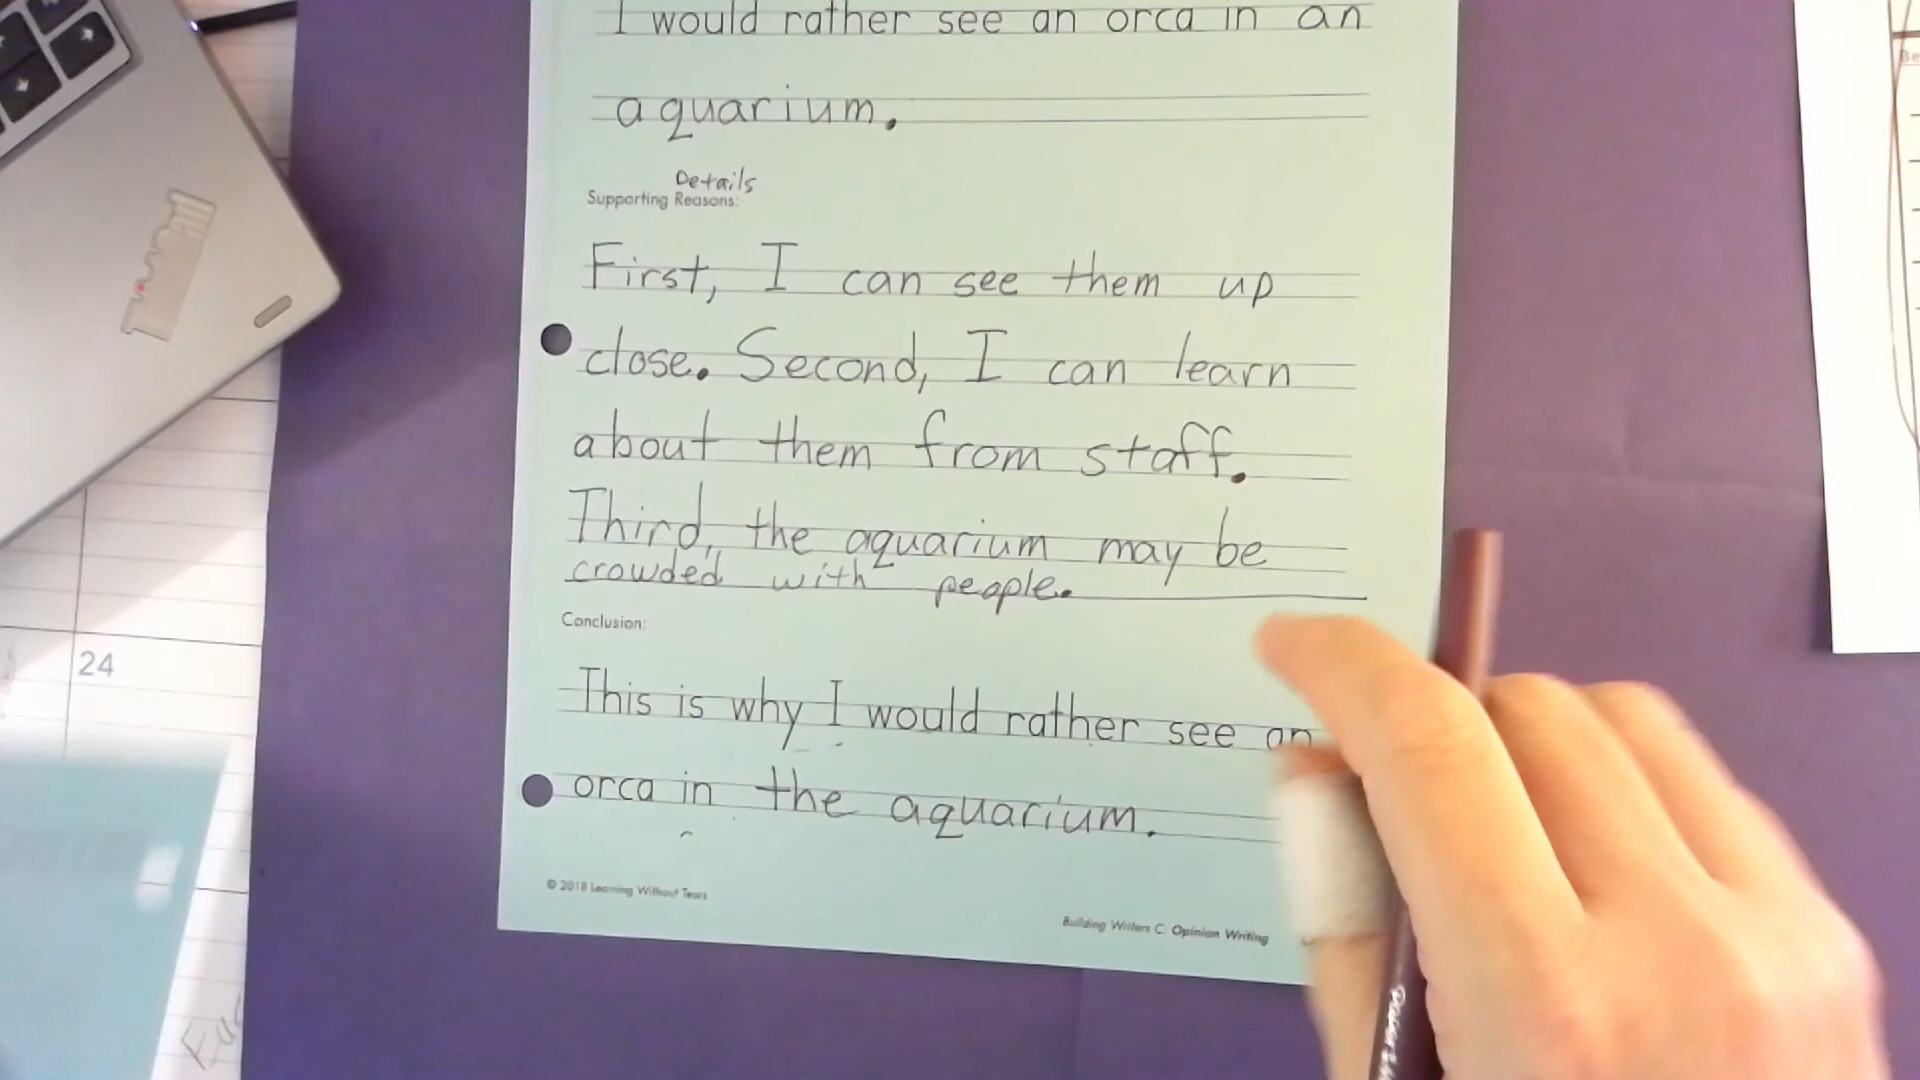 I would rather see an orca in an
aquarium.
Details
Supporting Reasons:
First, I can see them up
close. Second, I can learn
about them from staff.
Third, the aquarium may be
crowded with people.
Conclusion:
This is why I would rather see an
orca in the aquarium.
© 2018 Learning Without Tears
Building Writers C: Opinion Writing
24